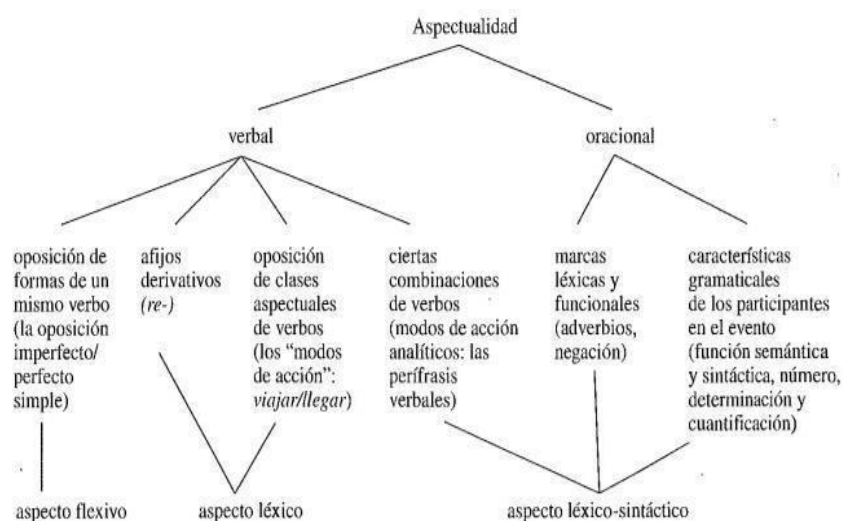 Aspectualidad
verbal
oracional
oposición de
formas de un
mismo verbo
(la oposición
imperfecto/
perfecto
simple)
afijos
derivativos
(re-)
oposición
de clases
aspectuales
de verbos
(los “modos
de acción”:
viajar/llegar)
ciertas
combinaciones
de verbos
(modos de acción
analíticos: las
perífrasis
verbales)
marcas
léxicas y
funcionales
(adverbios,
negación)
características
gramaticales
de los participantes
en el evento
(función semántica
y sintáctica, número,
determinación y
cuantificación)
aspecto flexivo
aspecto léxico
aspecto léxico-sintáctico